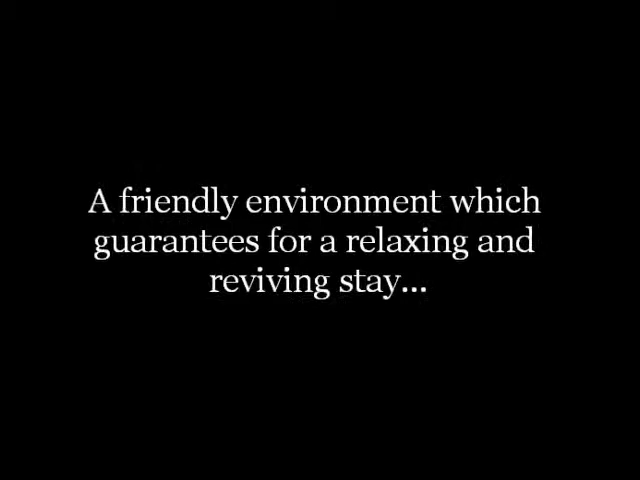 A friendly environment which
guarantees for a relaxing and
reviving stay...